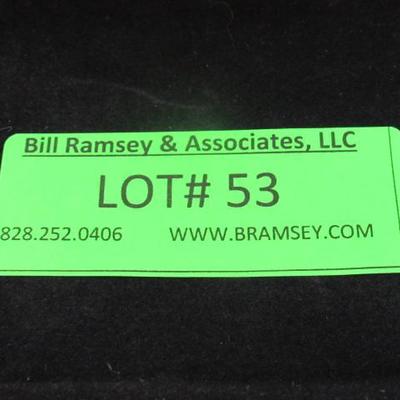 Bill Ramsey & Associates, LLC
LOT# 53
828.252.0406 WWW.BRAMSEY.COM